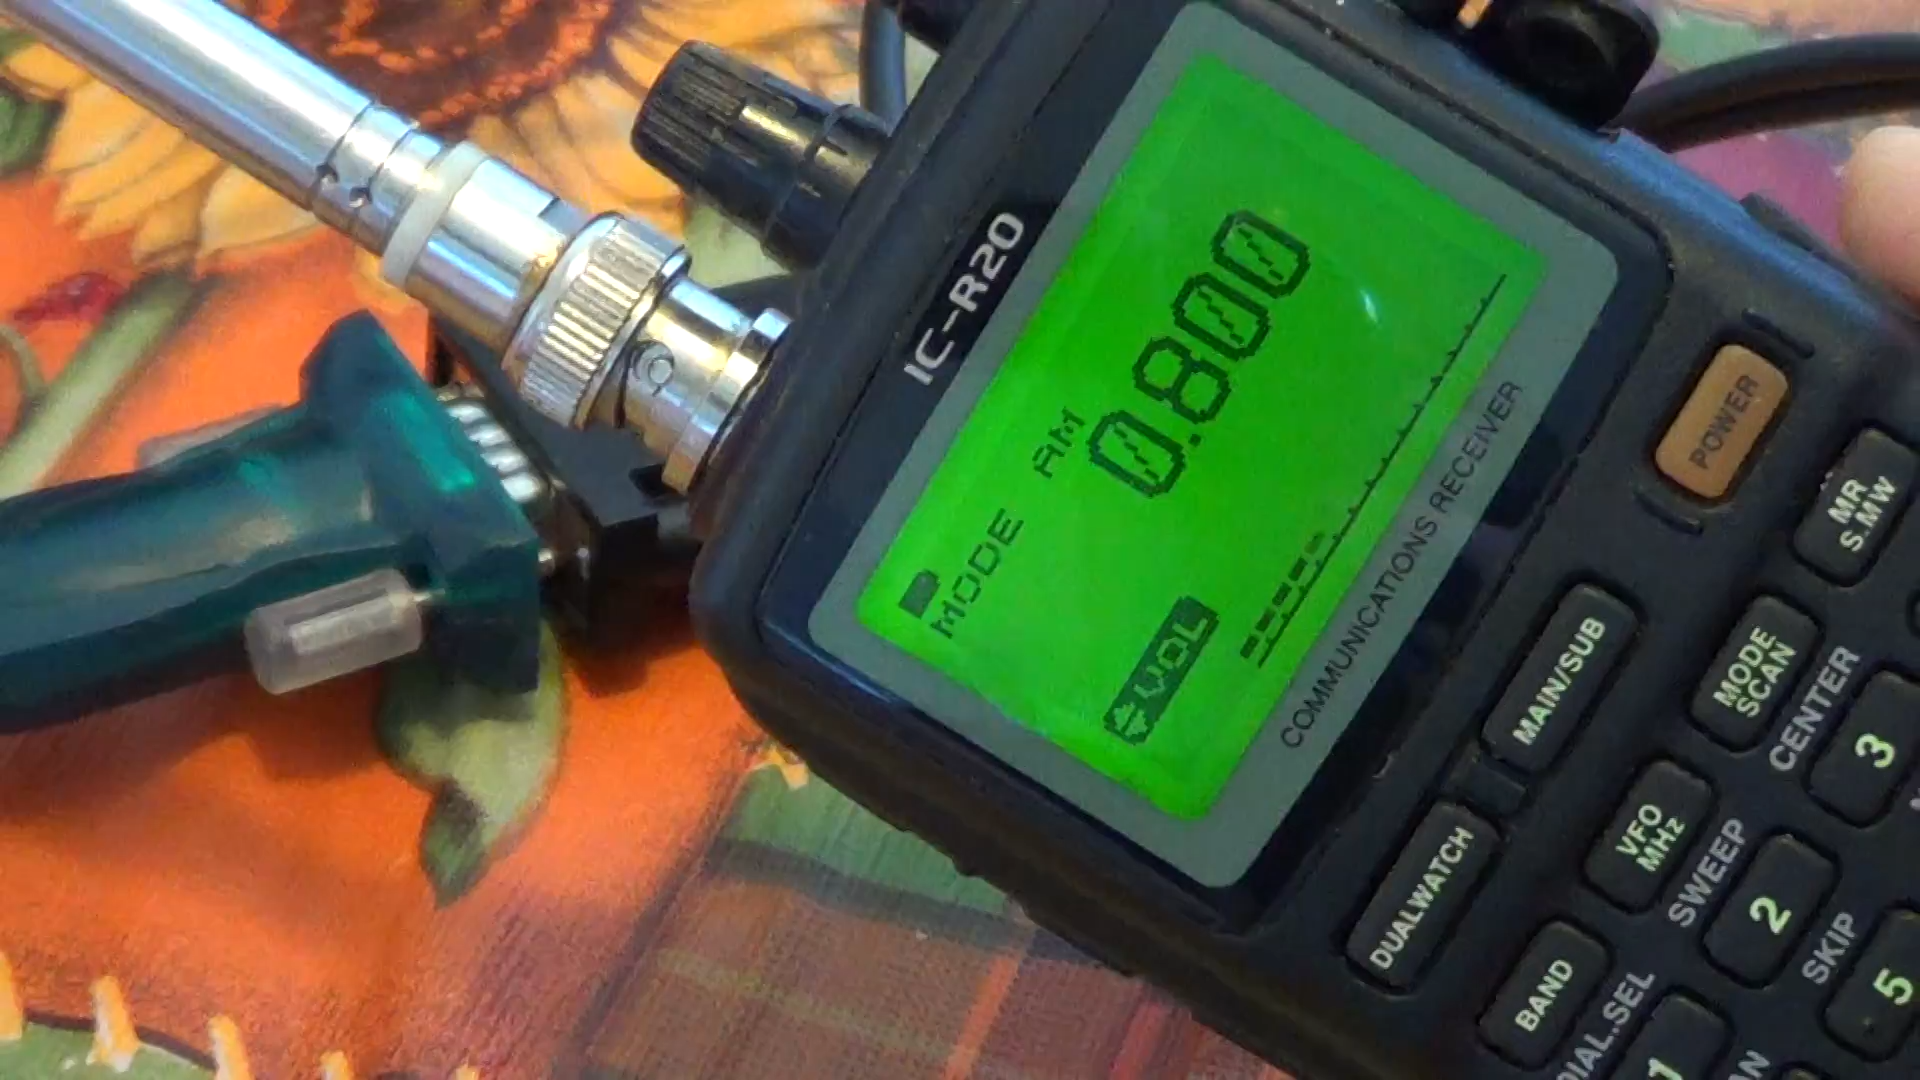 IC-R20
MODE AM
0.800
VOL
COMMUNICATIONS RECEIVER
POWER
MR
S.MW
MAIN/SUB
MODE
SCAN
CENTER
3
DUALWATCH
VFO
MHz
SWEEP
2
SKIP
5
BAND
DIAL.SEL
1